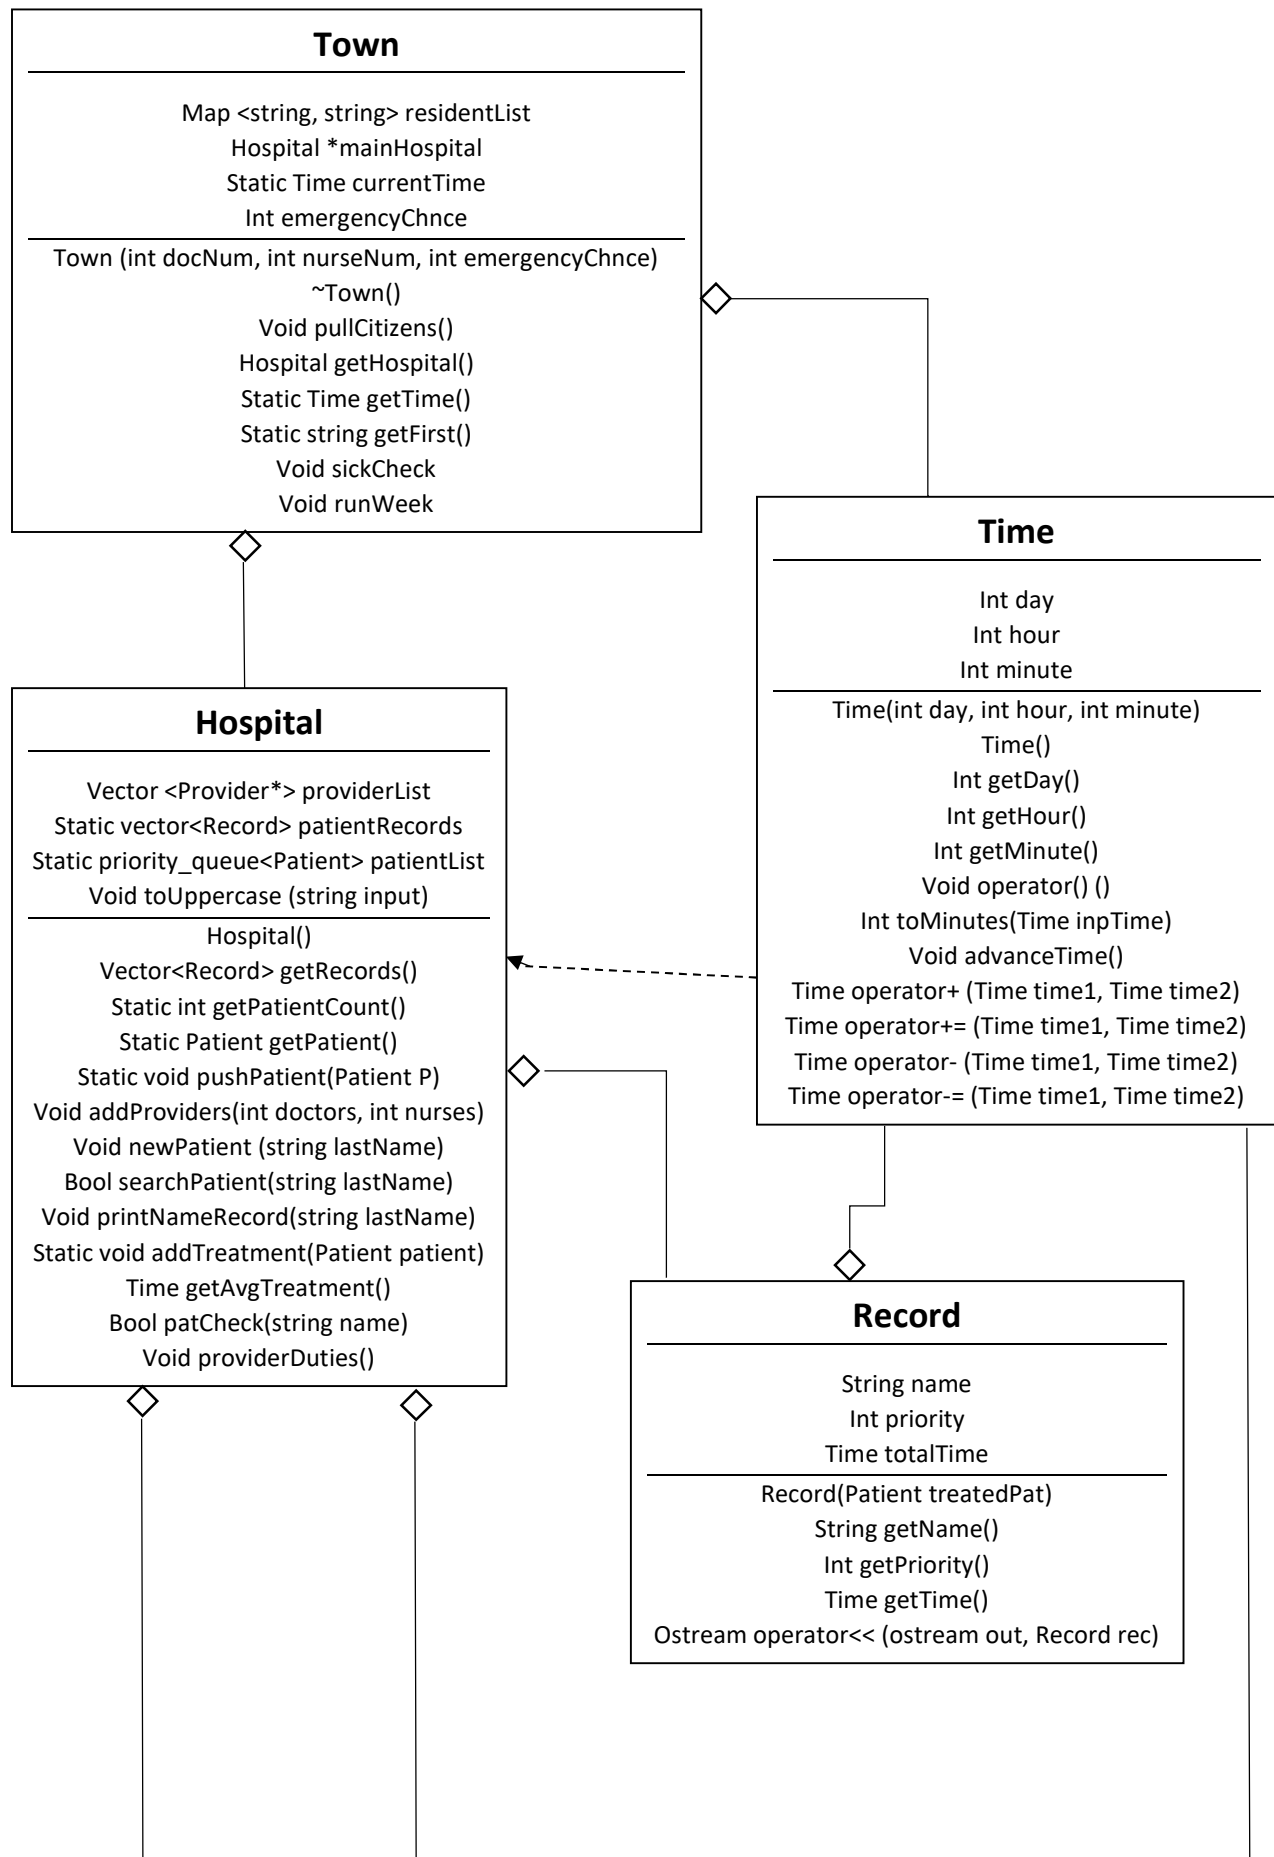 Town
Map <string, string> residentList
Hospital *mainHospital
Static Time currentTime
Int emergencyChnce
Town (int docNum, int nurseNum, int emergencyChnce)
~Town()
Void pullCitizens()
Hospital getHospital()
Static Time getTime()
Static string getFirst()
Void sickCheck
Void runWeek
Time
Int day
Int hour
Int minute
Time(int day, int hour, int minute)
Time()
Int getDay()
Int getHour()
Int getMinute()
Void operator() ()
Int toMinutes(Time inpTime)
Void advanceTime()
Time operator+ (Time time1, Time time2)
Time operator+= (Time time1, Time time2)
Time operator- (Time time1, Time time2)
Time operator-= (Time time1, Time time2)
Hospital
Vector <Provider*> providerList
Static vector<Record> patientRecords
Static priority_queue<Patient> patientList
Void toUppercase (string input)
Hospital()
Vector<Record> getRecords()
Static int getPatientCount()
Static Patient getPatient()
Static void pushPatient(Patient P)
Void addProviders(int doctors, int nurses)
Void newPatient (string lastName)
Bool searchPatient(string lastName)
Void printNameRecord(string lastName)
Static void addTreatment(Patient patient)
Time getAvgTreatment()
Bool patCheck(string name)
Void providerDuties()
Record
String name
Int priority
Time totalTime
Record(Patient treatedPat)
String getName()
Int getPriority()
Time getTime()
Ostream operator<< (ostream out, Record rec)